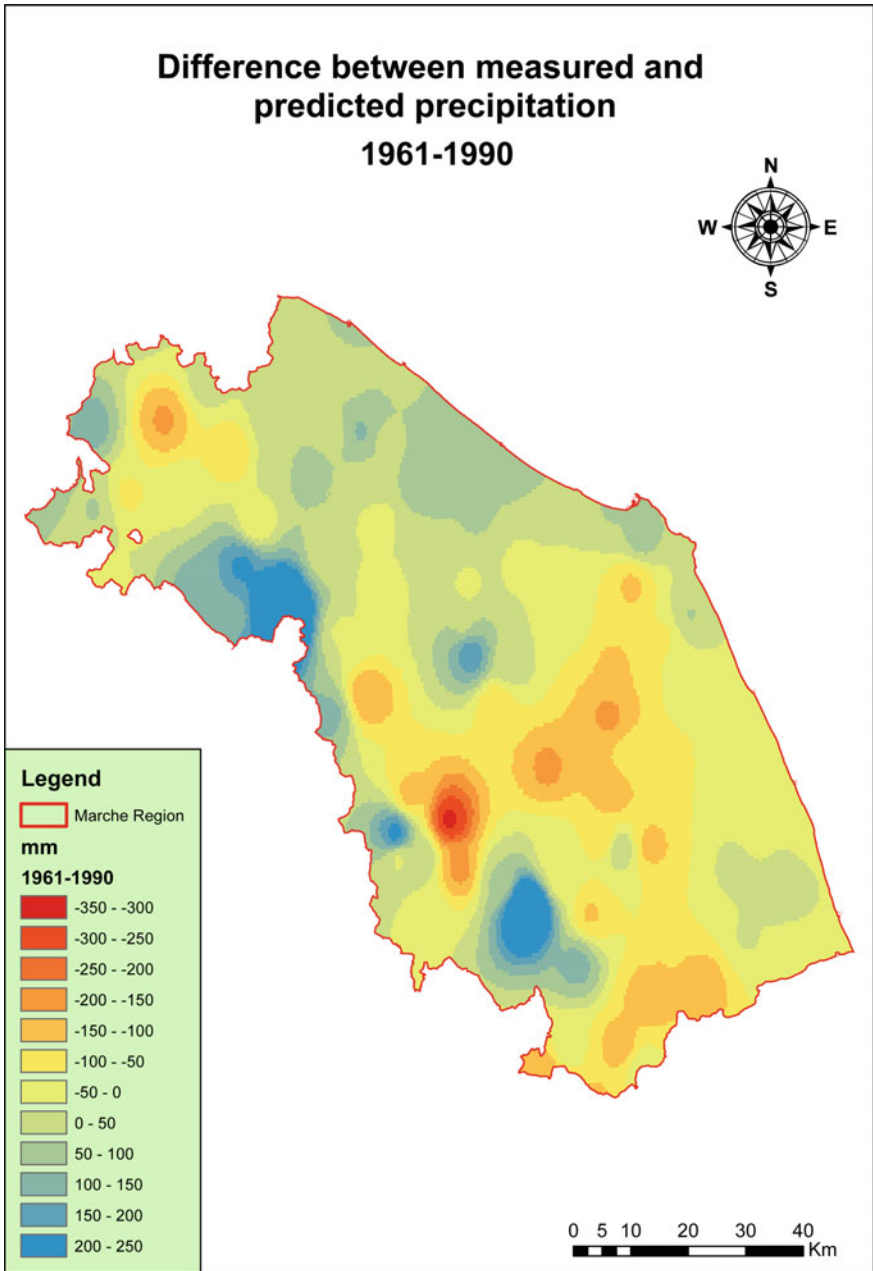 Difference between measured and
predicted precipitation
1961-1990
N
W E
S
Legend
Marche Region
mm
1961-1990
-350 - -300
-300 - -250
-250 - -200
-200 - -150
-150 - -100
-100 - -50
-50 - 0
0 - 50
50 - 100
100 - 150
150 - 200
200 - 250
0 5 10 20 30 40
Km